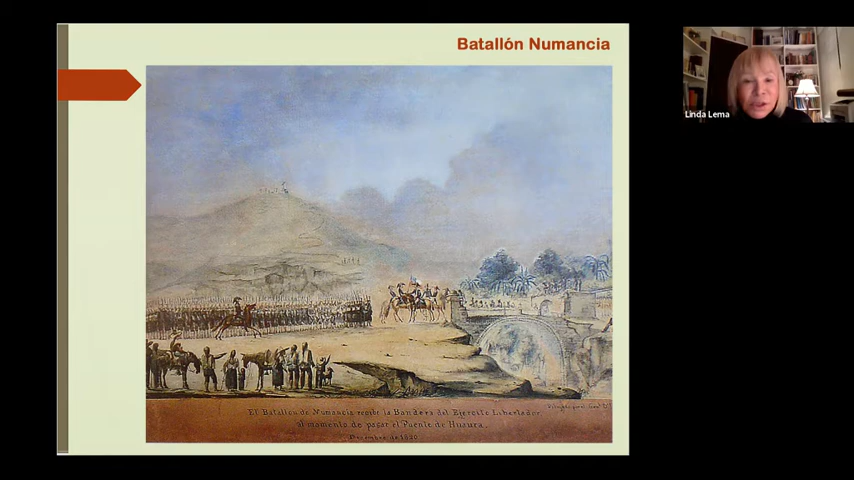 Batallón Numancia
Linda Lema
El Batallon de Numancia recibe la Bandera del Ejercito Libertador,
al momento de pasar el Puente de Huaura.
Decembre de 1820